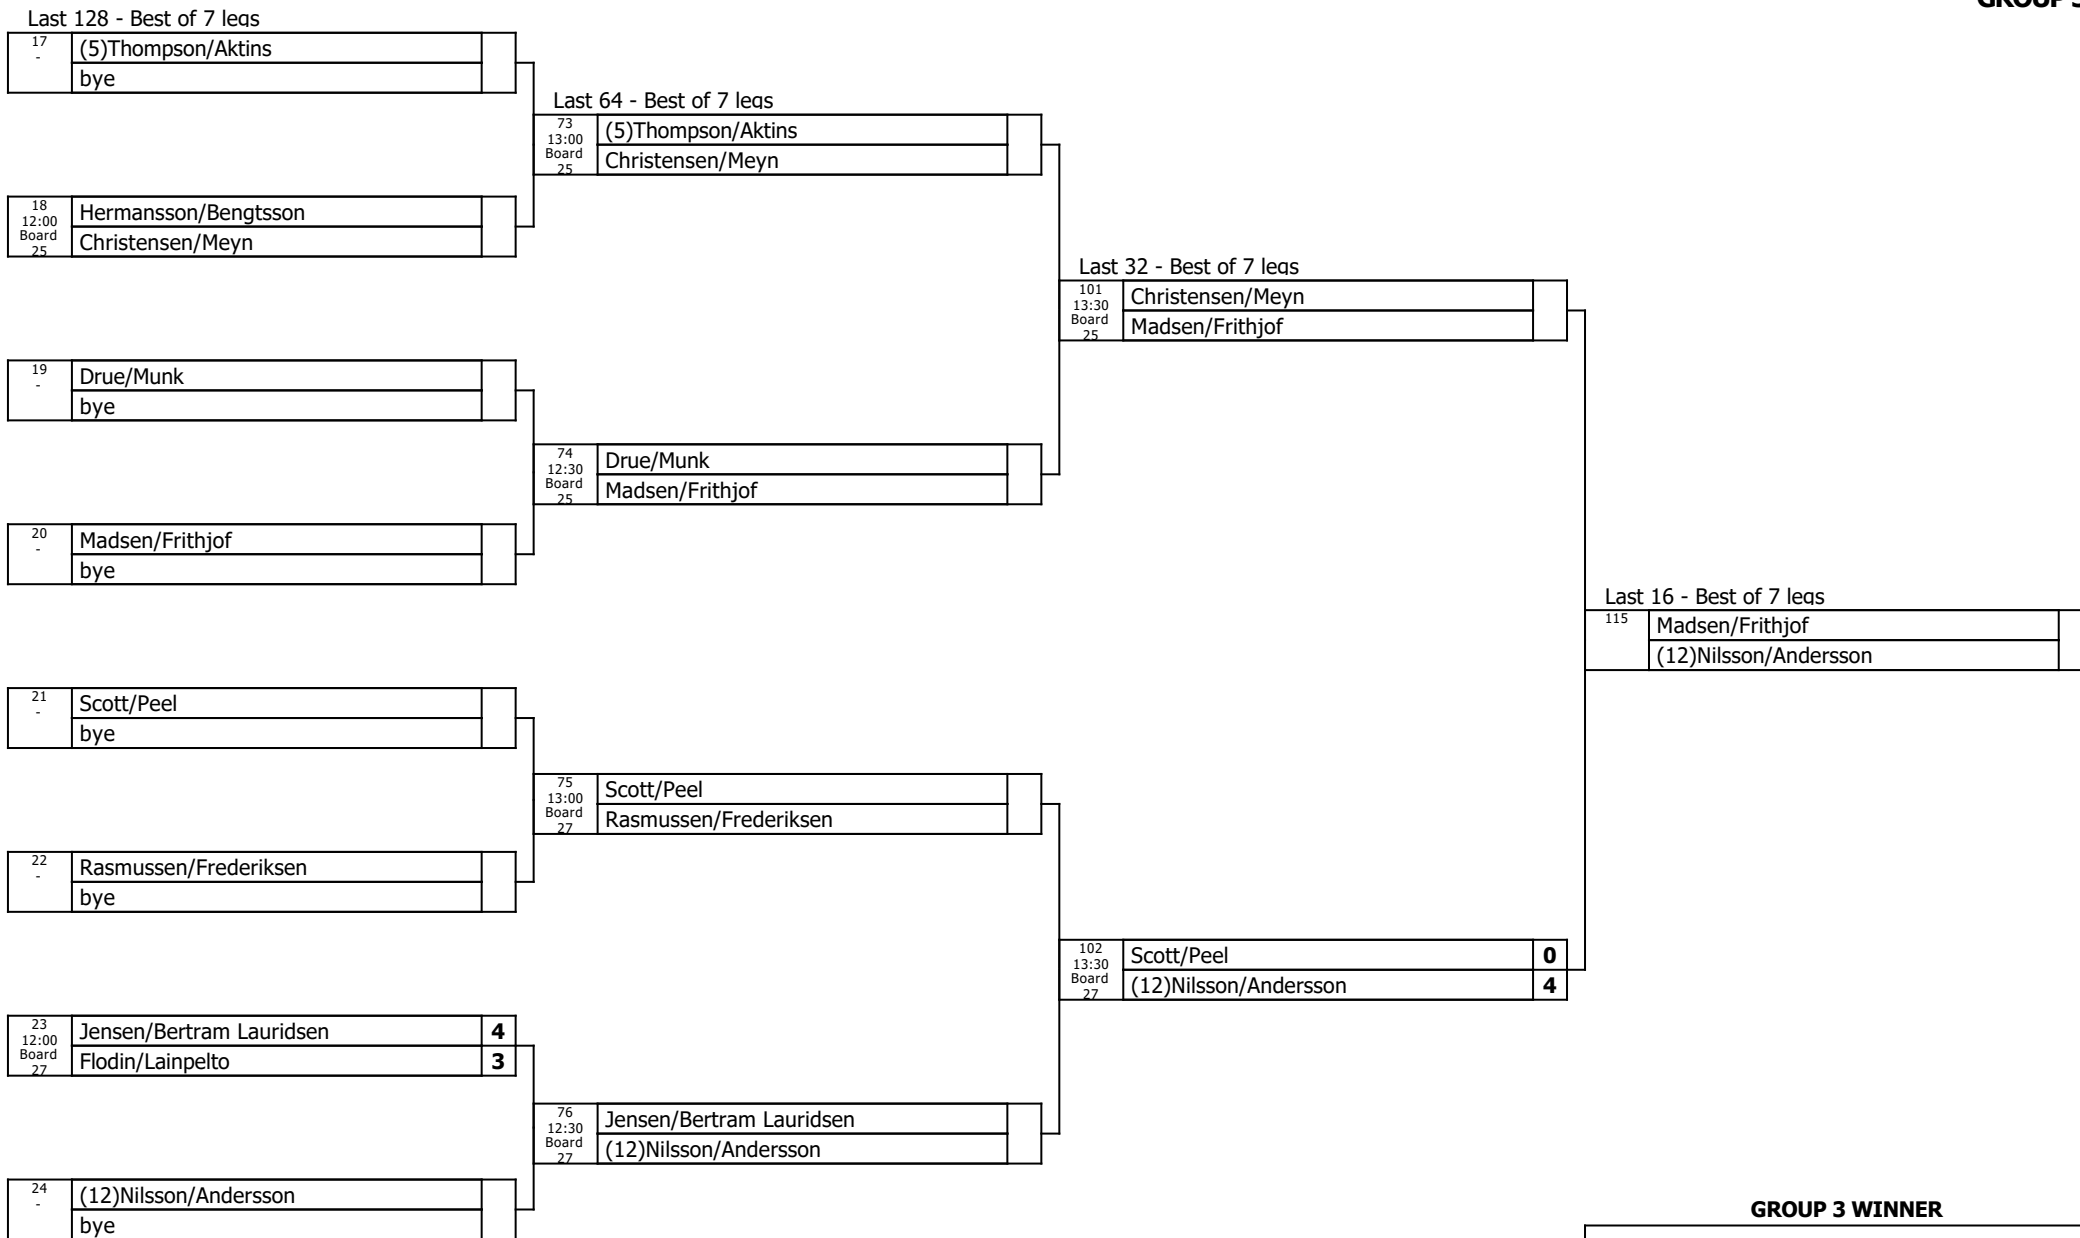 GROUP 3
Last 128 - Best of 7 legs
17
-
(5)Thompson/Aktins
bye
Last 64 - Best of 7 legs
73
13:00
Board
25
(5)Thompson/Aktins
Christensen/Meyn
18
12:00
Board
25
Hermansson/Bengtsson
Christensen/Meyn
Last 32 - Best of 7 legs
101
13:30
Board
25
Christensen/Meyn
Madsen/Frithjof
19
-
Drue/Munk
bye
74
12:30
Board
25
Drue/Munk
Madsen/Frithjof
20
-
Madsen/Frithjof
bye
Last 16 - Best of 7 legs
115
Madsen/Frithjof
(12)Nilsson/Andersson
21
-
Scott/Peel
bye
75
13:00
Board
27
Scott/Peel
Rasmussen/Frederiksen
22
-
Rasmussen/Frederiksen
bye
102
13:30
Board
27
Scott/Peel 0
(12)Nilsson/Andersson 4
23
12:00
Board
27
Jensen/Bertram Lauridsen 4
Flodin/Lainpelto 3
76
12:30
Board
27
Jensen/Bertram Lauridsen
(12)Nilsson/Andersson
24
-
(12)Nilsson/Andersson
bye
GROUP 3 WINNER